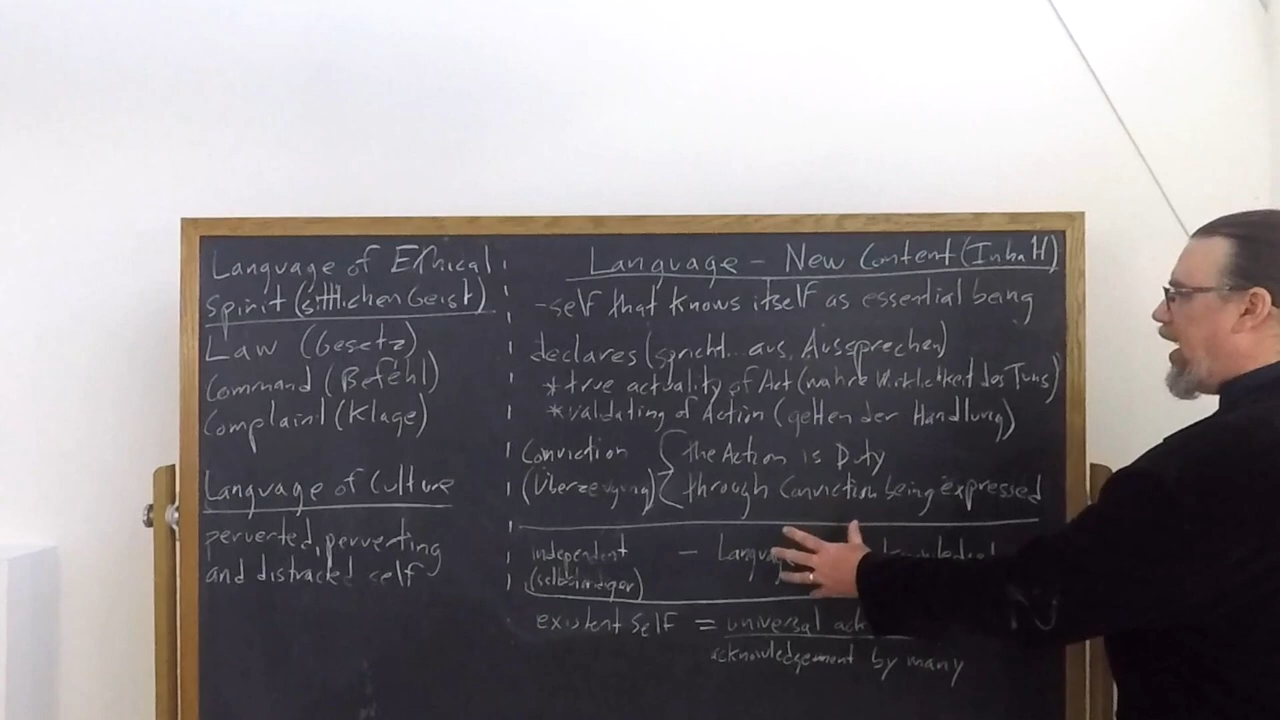 Language of Ethical
Spirit (sittlichen Geist)
Law (Gesetz)
Command (Befehl)
Complaint (Klage)
Language of Culture
perverted, perverting
and distracted self
Language - New Content (Inhalt)
- self that knows itself as essential being
declares (spricht... aus, Aussprechen)
* true actuality of Act (wahre Wirklichkeit des Tuns)
* validating of Action (gelten der Handlung)
Conviction { the Action is Duty
(Überzeugung) { through Conviction being expressed
independent -
existent self = universal
acknowledgement by many